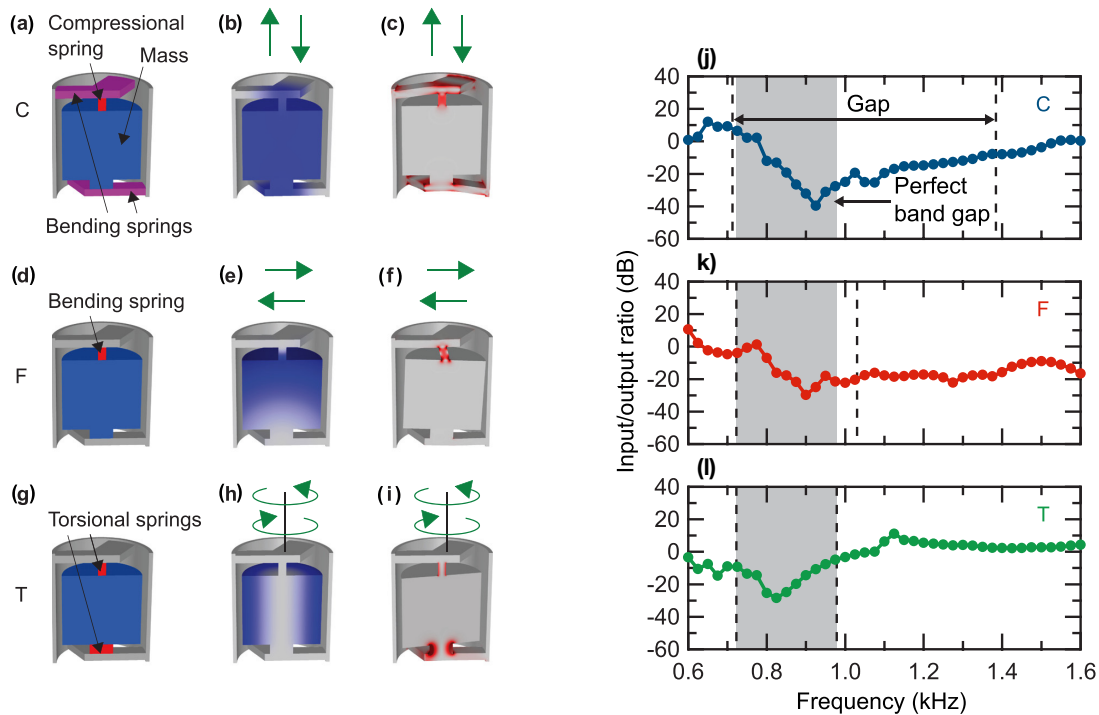 (a)
Compressional
spring
Mass
(b)
(c)
C
Bending springs
(d)
Bending spring
(e)
(f)
F
(g)
Torsional springs
(h)
(i)
T
(j)
40
20
0
-20
-40
-60
Gap
C
Perfect
band gap
(k)
40
20
0
-20
-40
-60
F
Input/output ratio (dB)
(l)
40
20
0
-20
-40
-60
T
0.6 0.8 1.0 1.2 1.4 1.6
Frequency (kHz)